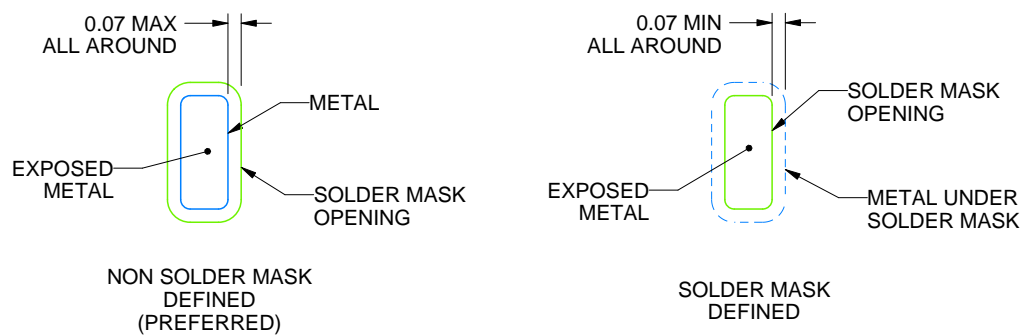 0.07 MAX
ALL AROUND
METAL
EXPOSED
METAL
SOLDER MASK
OPENING
NON SOLDER MASK
DEFINED
(PREFERRED)
0.07 MIN
ALL AROUND
SOLDER MASK
OPENING
EXPOSED
METAL
METAL UNDER
SOLDER MASK
SOLDER MASK
DEFINED